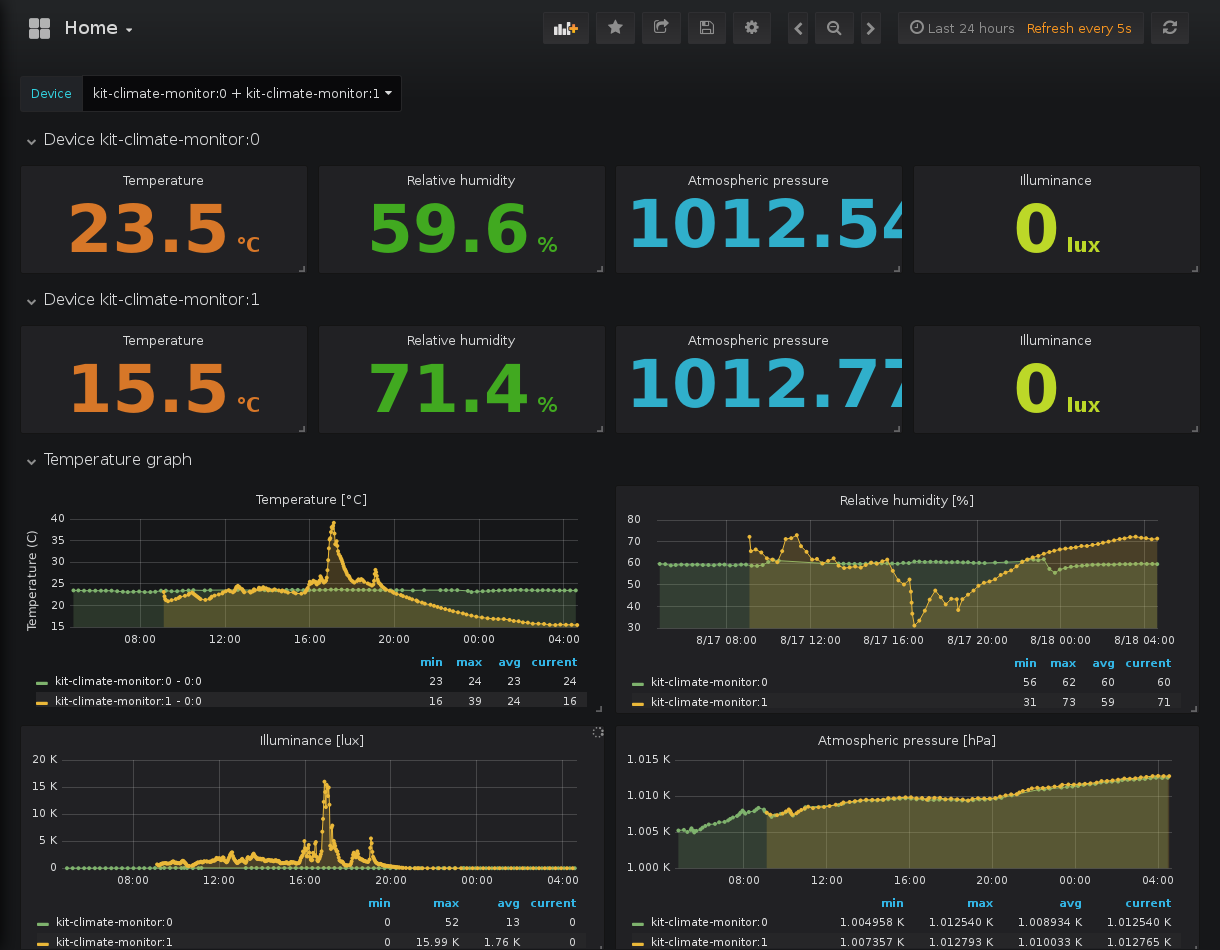 Home
Last 24 hours Refresh every 5s
Device kit-climate-monitor:0 + kit-climate-monitor:1
Device kit-climate-monitor:0
Temperature Relative humidity Atmospheric pressure Illuminance
23.5 °C 59.6 % 1012.54 0 lux
Device kit-climate-monitor:1
Temperature Relative humidity Atmospheric pressure Illuminance
15.5 °C 71.4 % 1012.77 0 lux
Temperature graph
Temperature [°C]
Temperature (C)
40
35
30
25
20
15
08:00 12:00 16:00 20:00 00:00 04:00
min max avg current
kit-climate-monitor:0 - 0:0 23 24 23 24
kit-climate-monitor:1 - 0:0 16 39 24 16
Relative humidity [%]
80
70
60
50
40
30
8/17 08:00 8/17 12:00 8/17 16:00 8/17 20:00 8/18 00:00 8/18 04:00
min max avg current
kit-climate-monitor:0 56 62 60 60
kit-climate-monitor:1 31 73 59 71
Illuminance [lux]
20 K
15 K
10 K
5 K
0
08:00 12:00 16:00 20:00 00:00 04:00
min max avg current
kit-climate-monitor:0 0 52 13 0
kit-climate-monitor:1 0 15.99 K 1.76 K 0
Atmospheric pressure [hPa]
1.015 K
1.010 K
1.005 K
1.000 K
08:00 12:00 16:00 20:00 00:00 04:00
min max avg current
kit-climate-monitor:0 1.004958 K 1.012540 K 1.008934 K 1.012540 K
kit-climate-monitor:1 1.007357 K 1.012793 K 1.010033 K 1.012765 K